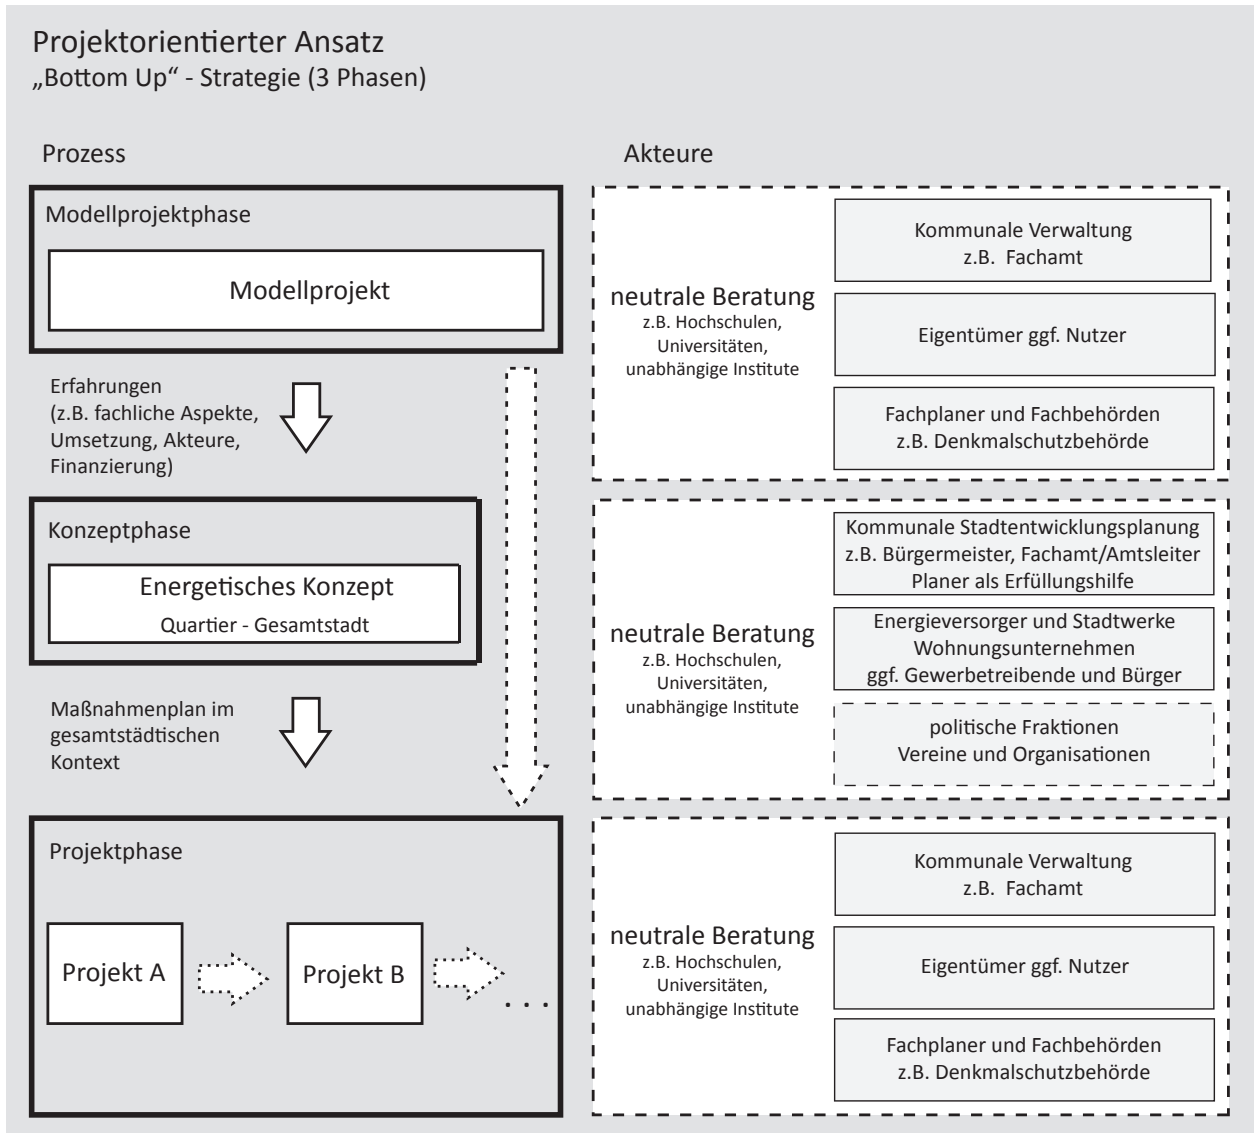 Projektorientierter Ansatz
„Bottom Up“ - Strategie (3 Phasen)
Prozess
Modellprojektphase
Modellprojekt
Erfahrungen
(z.B. fachliche Aspekte,
Umsetzung, Akteure,
Finanzierung)
Konzeptphase
Energetisches Konzept
Quartier - Gesamtstadt
Maßnahmenplan im
gesamtstädtischen
Kontext
Projektphase
Projekt A
Projekt B
. . .
Akteure
neutrale Beratung
z.B. Hochschulen,
Universitäten,
unabhängige Institute
Kommunale Verwaltung
z.B. Fachamt
Eigentümer ggf. Nutzer
Fachplaner und Fachbehörden
z.B. Denkmalschutzbehörde
neutrale Beratung
z.B. Hochschulen,
Universitäten,
unabhängige Institute
Kommunale Stadtentwicklungsplanung
z.B. Bürgermeister, Fachamt/Amtsleiter
Planer als Erfüllungshilfe
Energieversorger und Stadtwerke
Wohnungsunternehmen
ggf. Gewerbetreibende und Bürger
politische Fraktionen
Vereine und Organisationen
neutrale Beratung
z.B. Hochschulen,
Universitäten,
unabhängige Institute
Kommunale Verwaltung
z.B. Fachamt
Eigentümer ggf. Nutzer
Fachplaner und Fachbehörden
z.B. Denkmalschutzbehörde